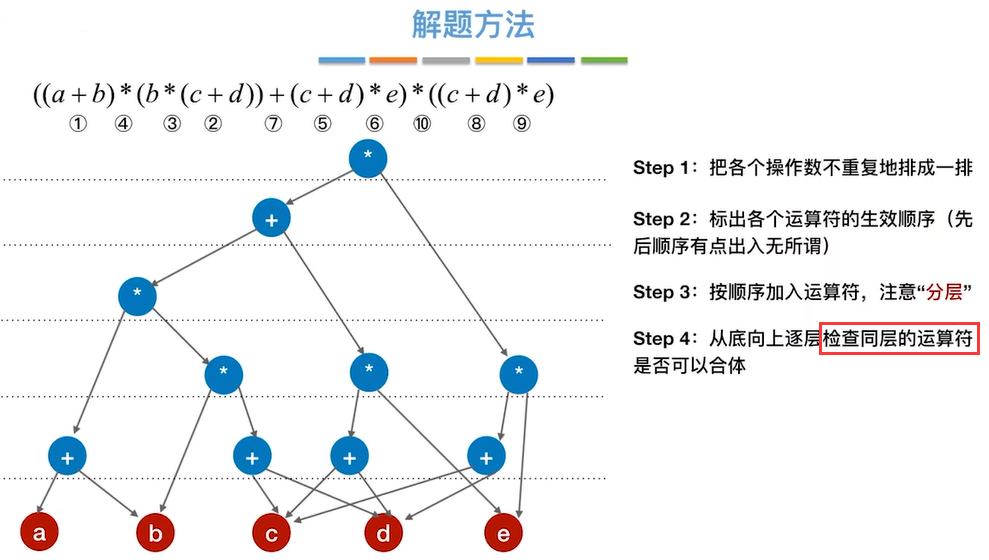 解题方法
((a + b) * (b * (c + d)) + (c + d) * e) * ((c + d) * e)
① ④ ③ ② ⑦ ⑤ ⑥ ⑩ ⑧ ⑨
Step 1：把各个操作数不重复地排成一排
Step 2：标出各个运算符的生效顺序（先
后顺序有点出入无所谓）
Step 3：按顺序加入运算符，注意“分层”
Step 4：从底向上逐层检查同层的运算符
是否可以合体
*
+
*
* * *
+ + + +
a b c d e